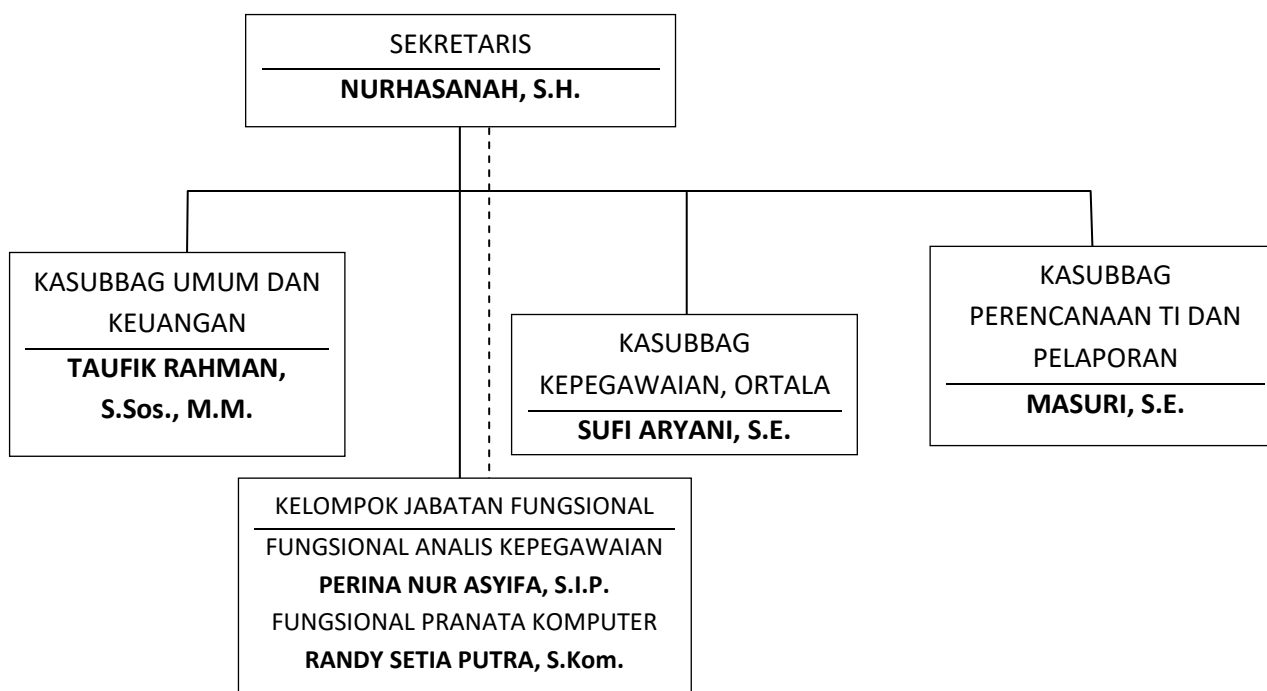 SEKRETARIS
NURHASANAH, S.H.
KASUBBAG UMUM DAN
KEUANGAN
TAUFIK RAHMAN,
S.Sos., M.M.
KASUBBAG
KEPEGAWAIAN, ORTALA
SUFI ARYANI, S.E.
KASUBBAG
PERENCANAAN TI DAN
PELAPORAN
MASURI, S.E.
KELOMPOK JABATAN FUNGSIONAL
FUNGSIONAL ANALIS KEPEGAWAIAN
PERINA NUR ASYIFA, S.I.P.
FUNGSIONAL PRANATA KOMPUTER
RANDY SETIA PUTRA, S.Kom.